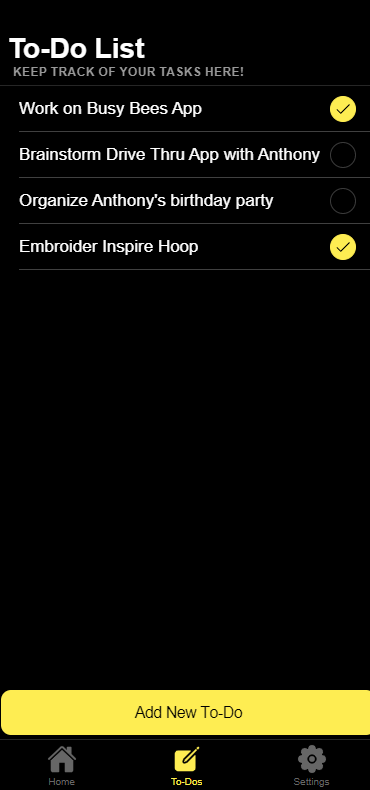 To-Do List
KEEP TRACK OF YOUR TASKS HERE!
Work on Busy Bees App
Brainstorm Drive Thru App with Anthony
Organize Anthony's birthday party
Embroider Inspire Hoop
Add New To-Do
Home To-Dos Settings